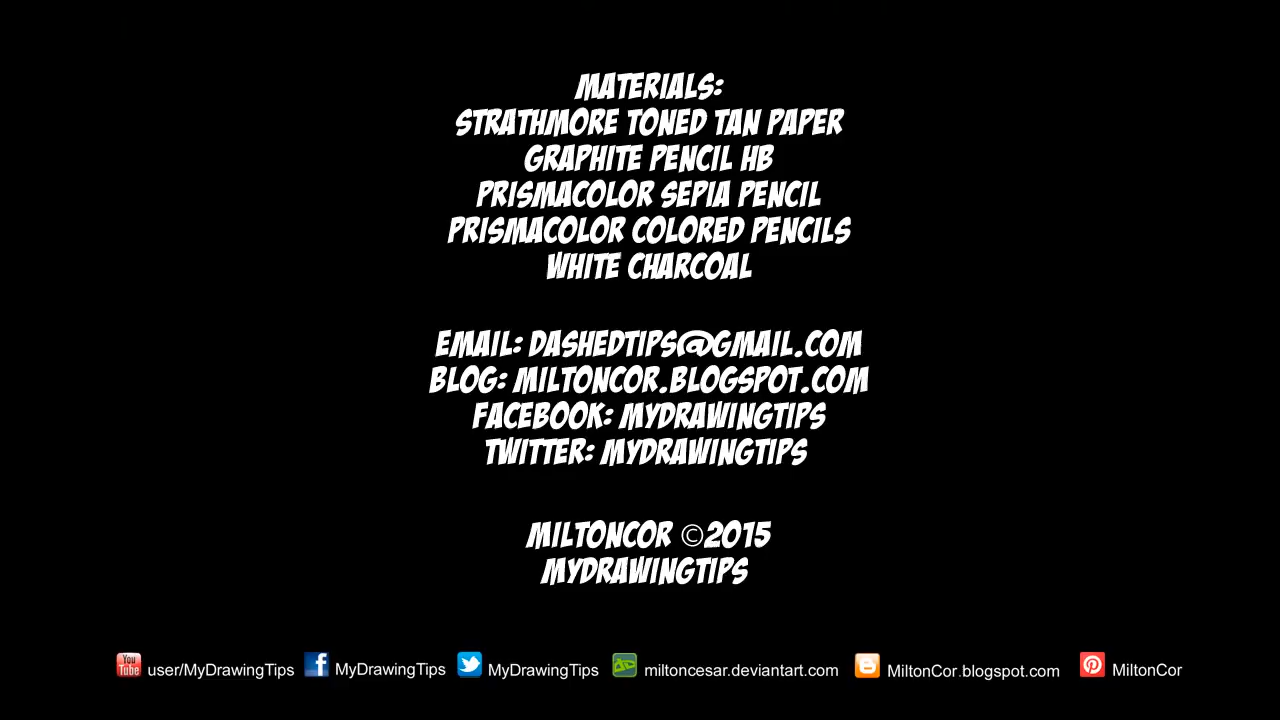 MATERIALS:
STRATHMORE TONED TAN PAPER
GRAPHITE PENCIL HB
PRISMACOLOR SEPIA PENCIL
PRISMACOLOR COLORED PENCILS
WHITE CHARCOAL
EMAIL: DASHEDTIPS@GMAIL.COM
BLOG: MILTONCOR.BLOGSPOT.COM
FACEBOOK: MYDRAWINGTIPS
TWITTER: MYDRAWINGTIPS
MILTONCOR ©2015
MYDRAWINGTIPS
You Tube user/MyDrawingTips f MyDrawingTips MyDrawingTips miltoncesar.deviantart.com MiltonCor.blogspot.com MiltonCor